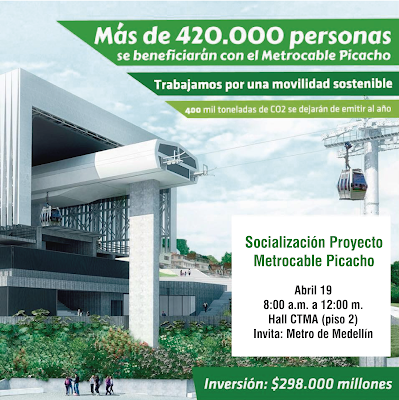 Más de 420.000 personas
se beneficiarán con el Metrocable Picacho
Trabajamos por una movilidad sostenible
400 mil toneladas de CO2 se dejarán de emitir al año
Socialización Proyecto
Metrocable Picacho
Abril 19
8:00 a.m. a 12:00 m.
Hall CTMA (piso 2)
Invita: Metro de Medellín
Inversión: $298.000 millones